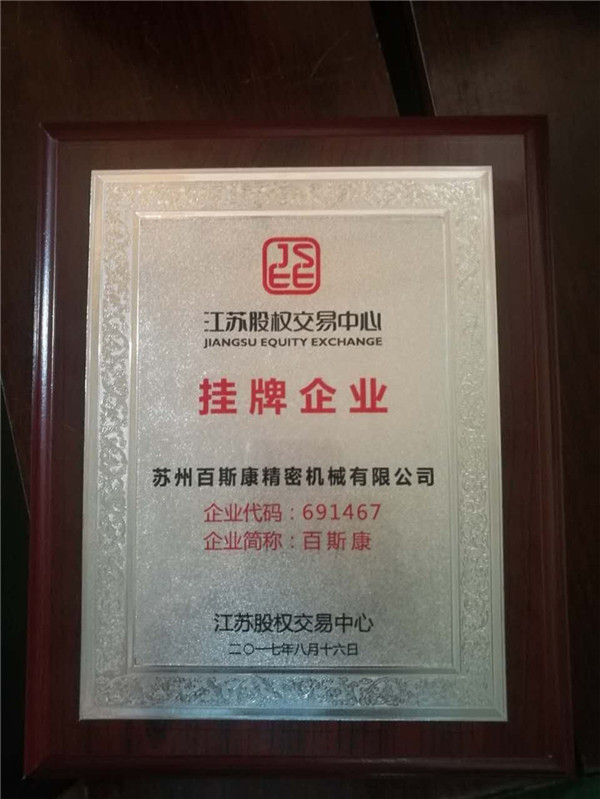 JS
EE
江苏股权交易中心
JIANGSU EQUITY EXCHANGE
挂牌企业
苏州百斯康精密机械有限公司
企业代码：691467
企业简称：百斯康
江苏股权交易中心
二〇一七年八月十六日